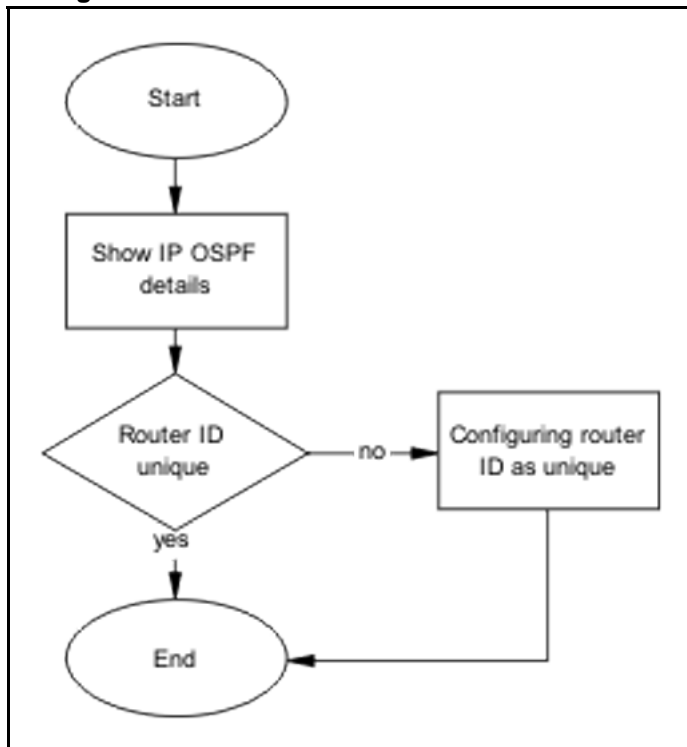 Start
Show IP OSPF
details
Router ID
unique
no
Configuring router
ID as unique
yes
End